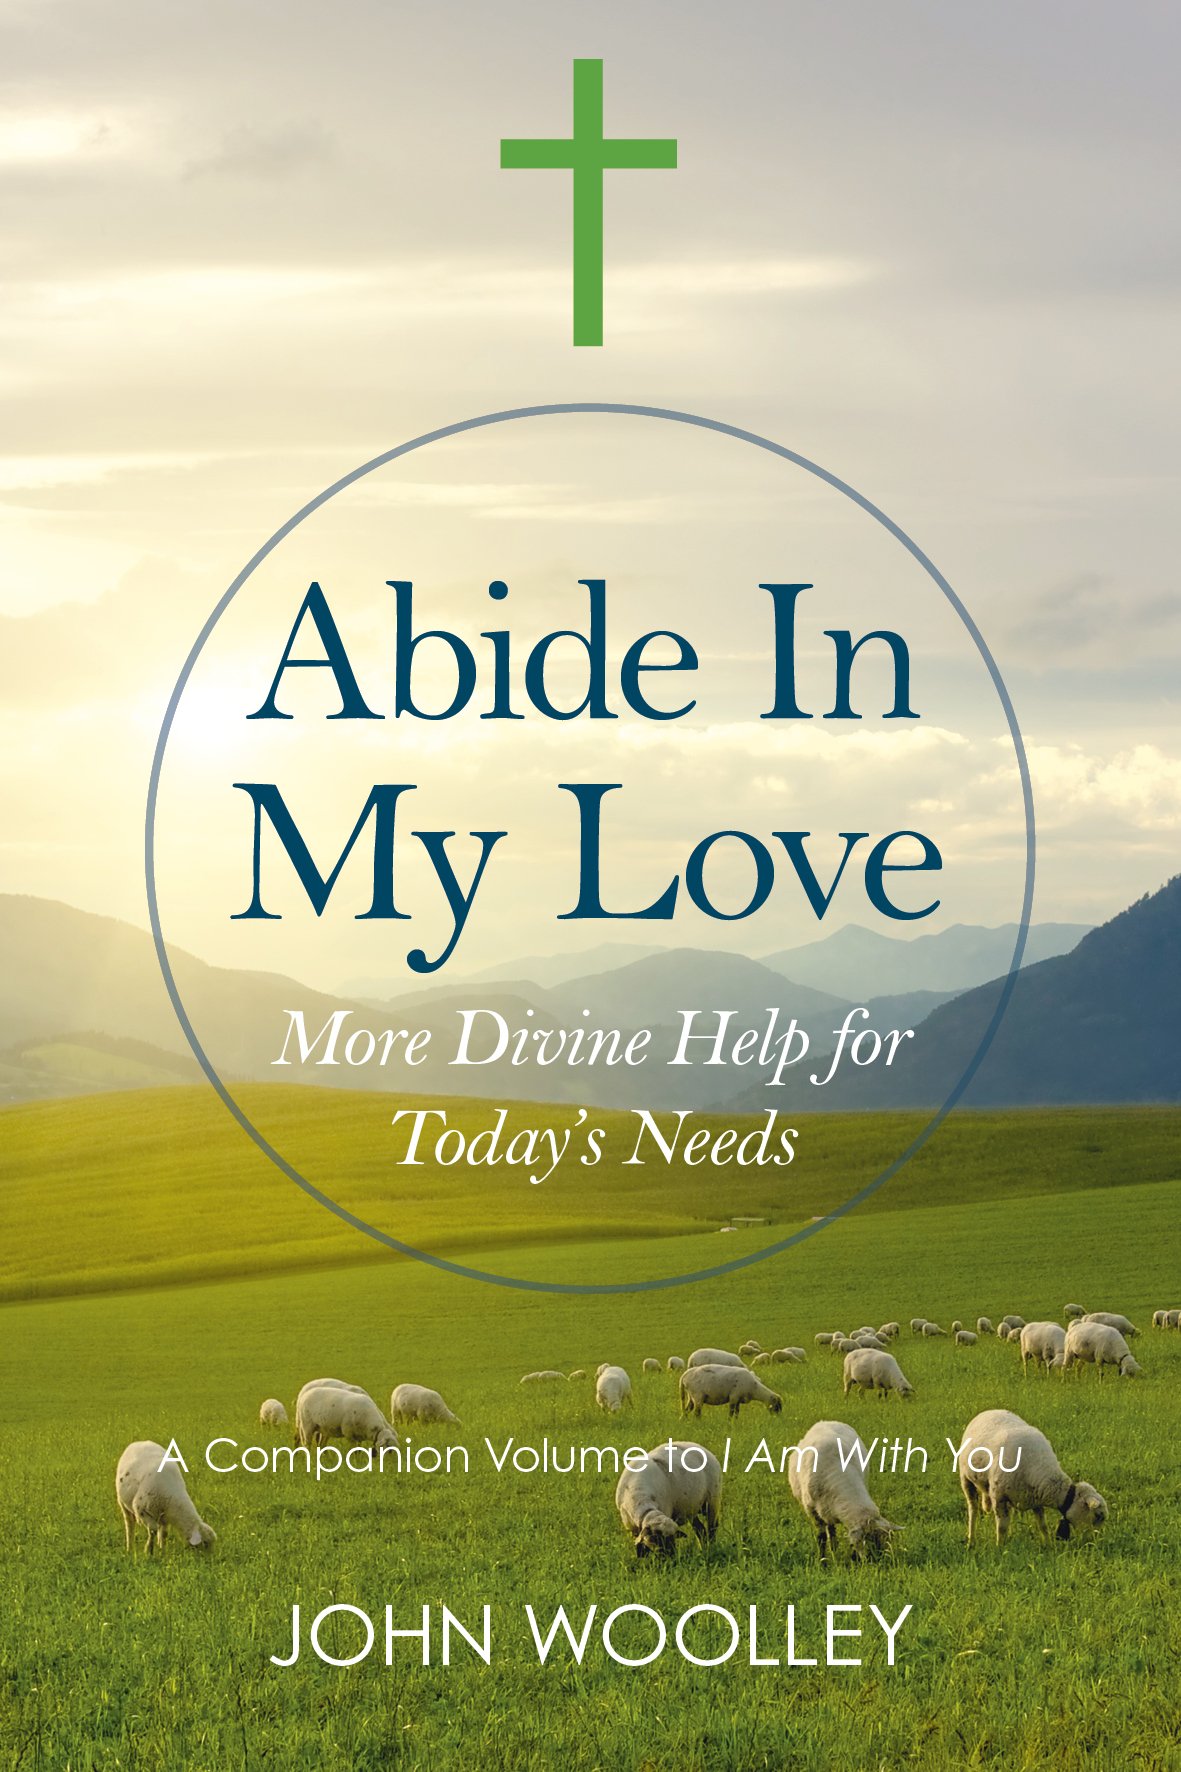 Abide In
My Love
More Divine Help for
Today's Needs
A Companion Volume to I Am With You
JOHN WOOLLEY